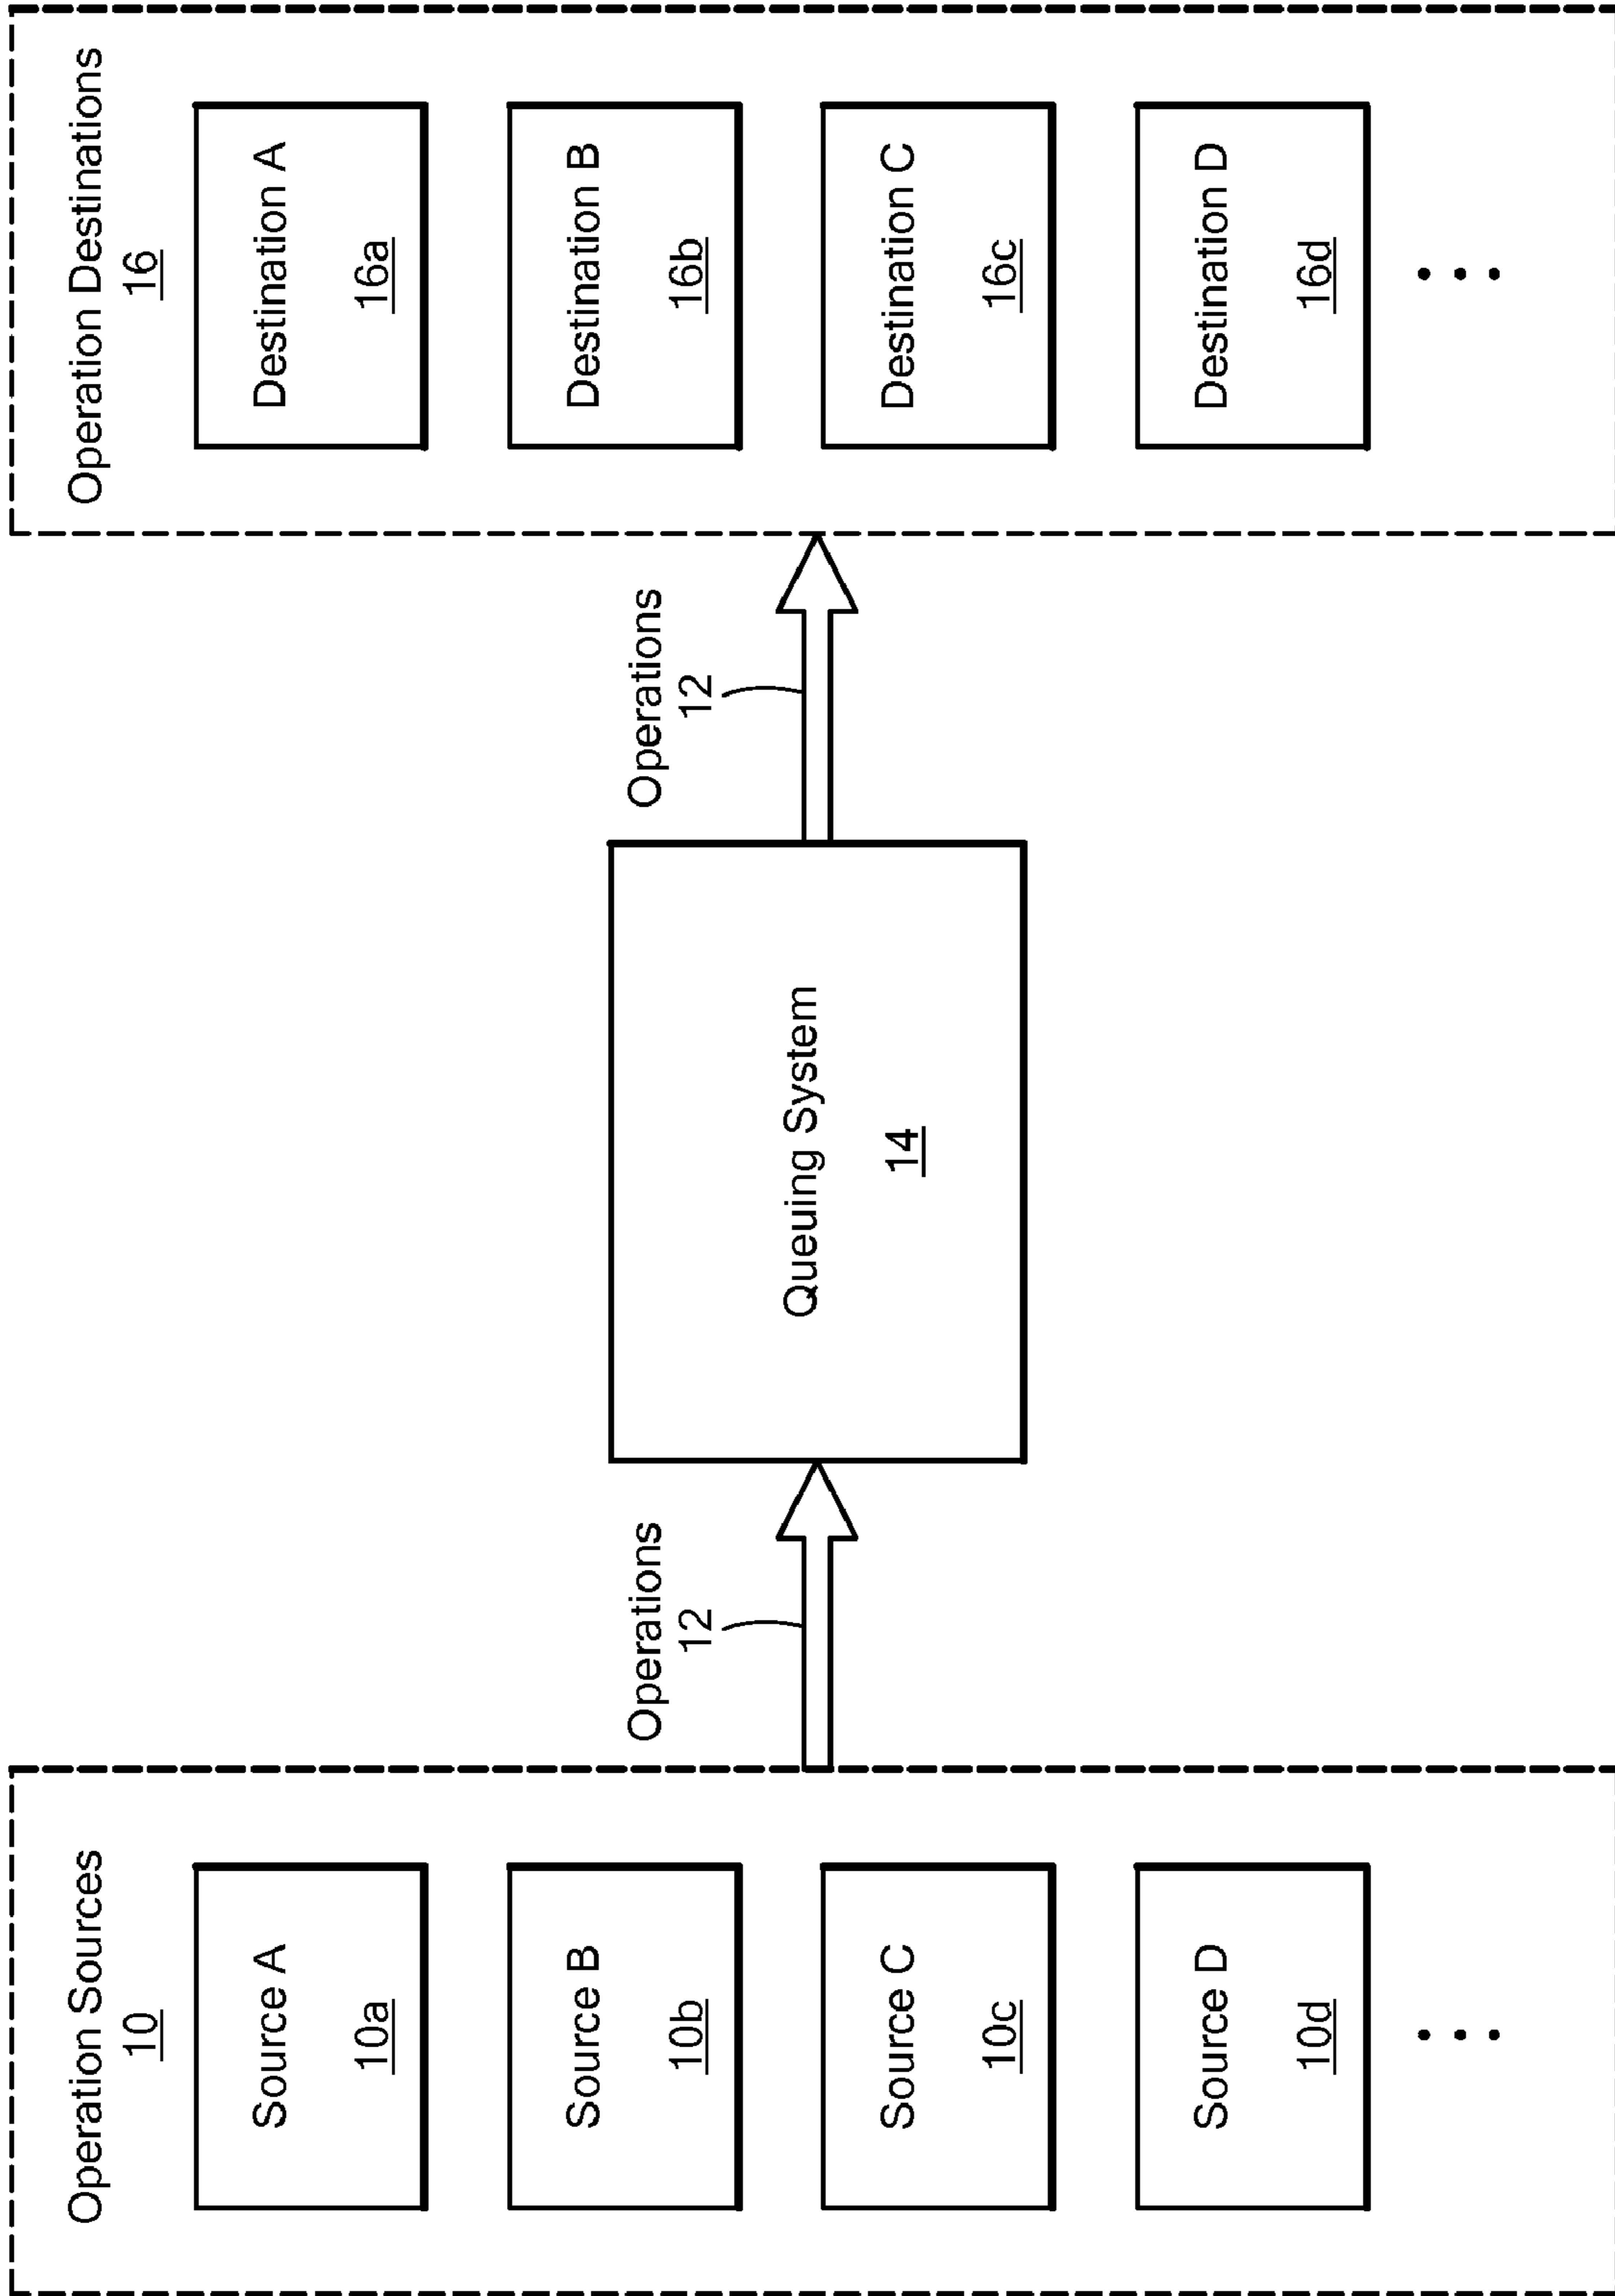 Operation Sources
10
Source A
10a
Source B
10b
Source C
10c
Source D
10d
Operations
12
Queuing System
14
Operations
12
Operation Destinations
16
Destination A
16a
Destination B
16b
Destination C
16c
Destination D
16d